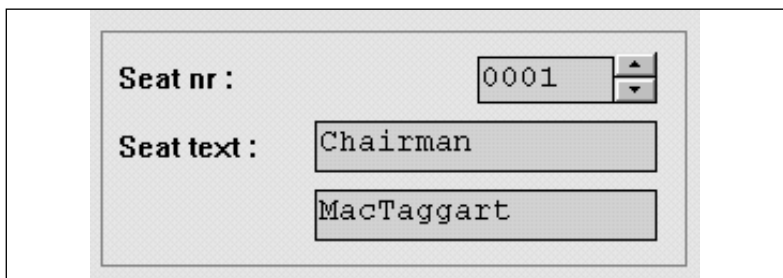 Seat nr : 0001
Seat text : Chairman
MacTaggart